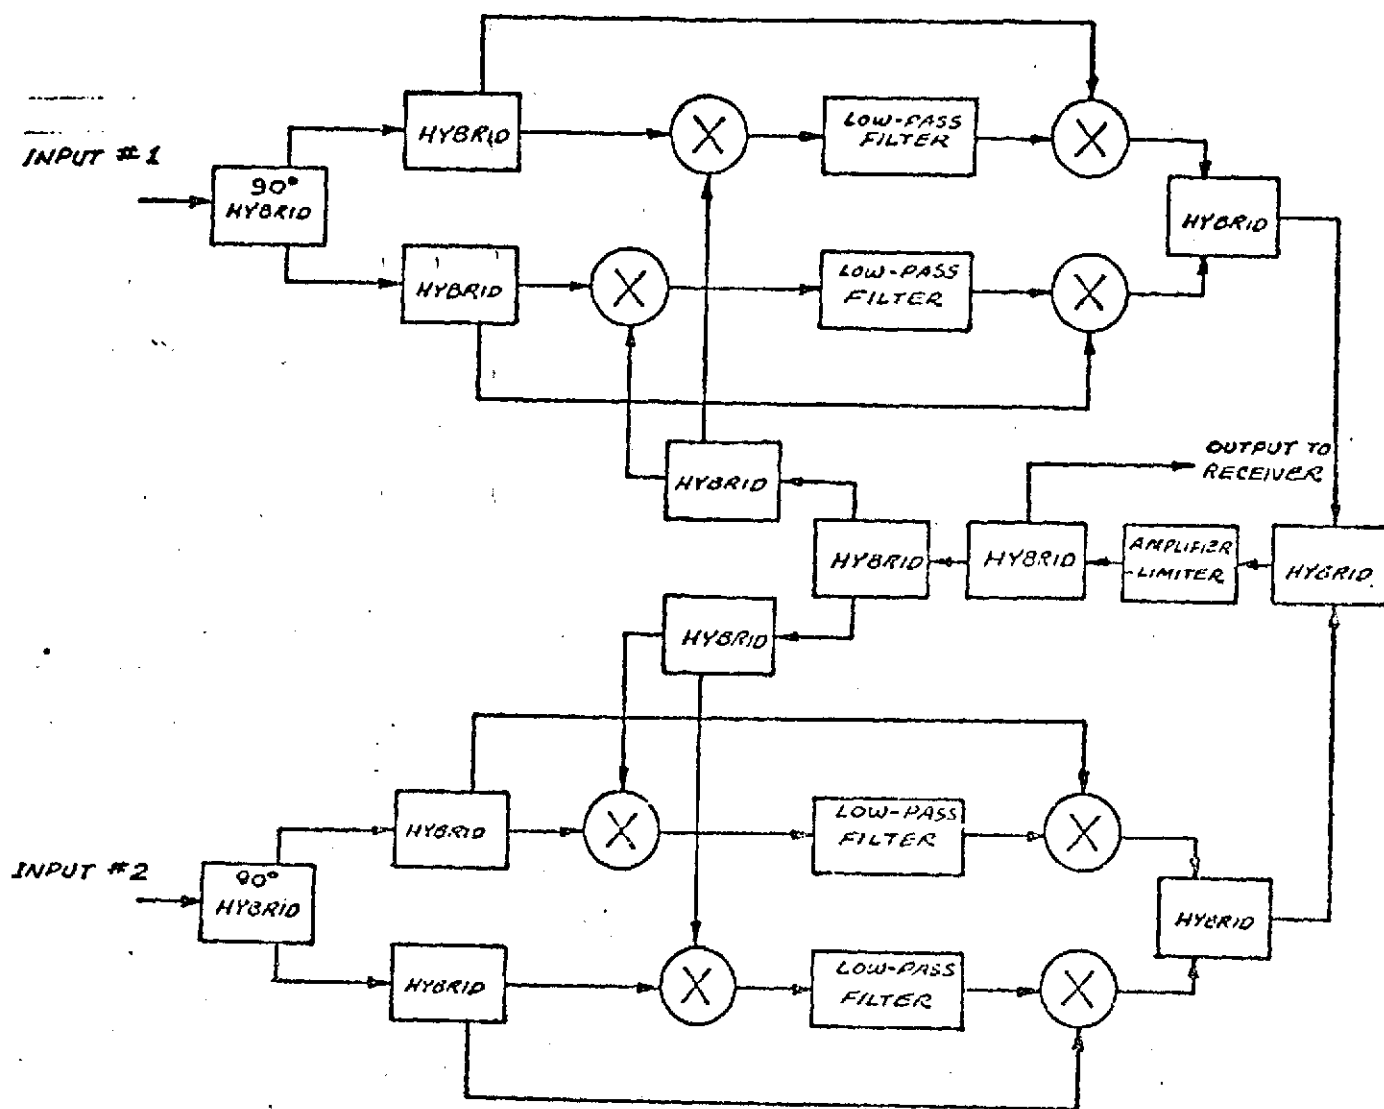 HYBRID
LOW-PASS
FILTER
INPUT #1
90°
HYBRID
HYBRID
HYBRID
LOW-PASS
FILTER
OUTPUT TO
RECEIVER
HYBRID
HYBRID
HYBRID
AMPLIFIER
-LIMITER
HYBRID
HYBRID
HYBRID
LOW-PASS
FILTER
INPUT #2
90°
HYBRID
HYBRID
HYBRID
LOW-PASS
FILTER